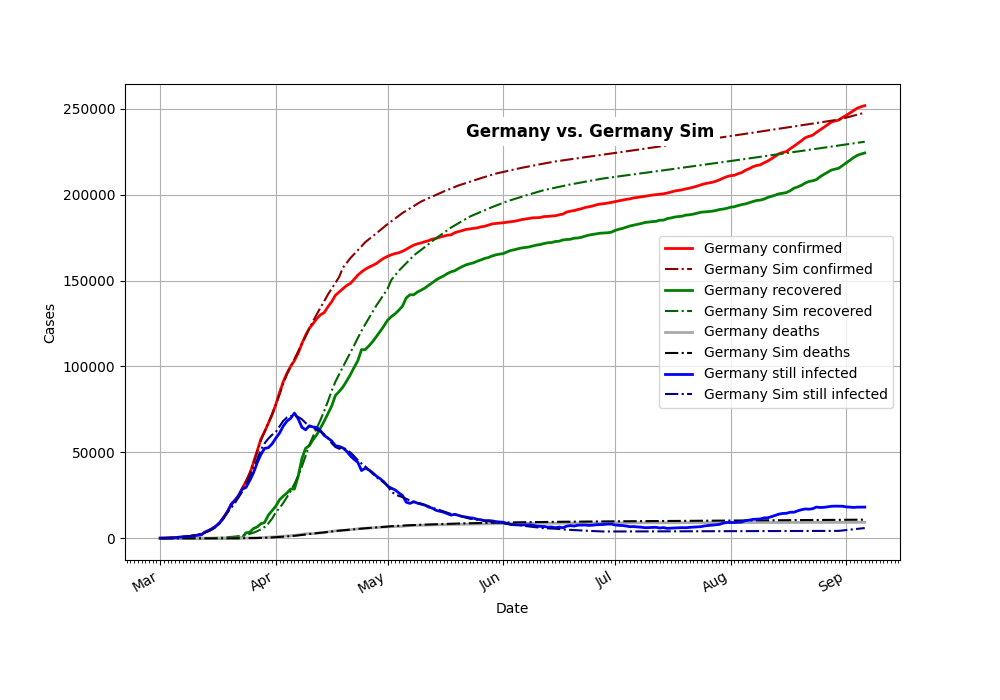 Germany vs. Germany Sim
Cases
250000
200000
150000
100000
50000
0
Germany confirmed
Germany Sim confirmed
Germany recovered
Germany Sim recovered
Germany deaths
Germany Sim deaths
Germany still infected
Germany Sim still infected
Mar
Apr
May
Jun
Jul
Aug
Sep
Date